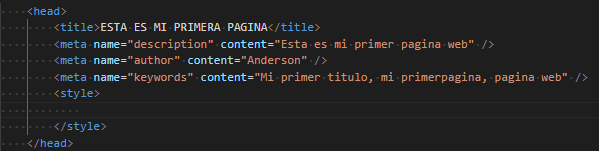 <head>
<title>ESTA ES MI PRIMERA PAGINA</title>
<meta name="description" content="Esta es mi primer pagina web" />
<meta name="author" content="Anderson" />
<meta name="keywords" content="Mi primer titulo, mi primerpagina, pagina web" />
<style>
</style>
</head>